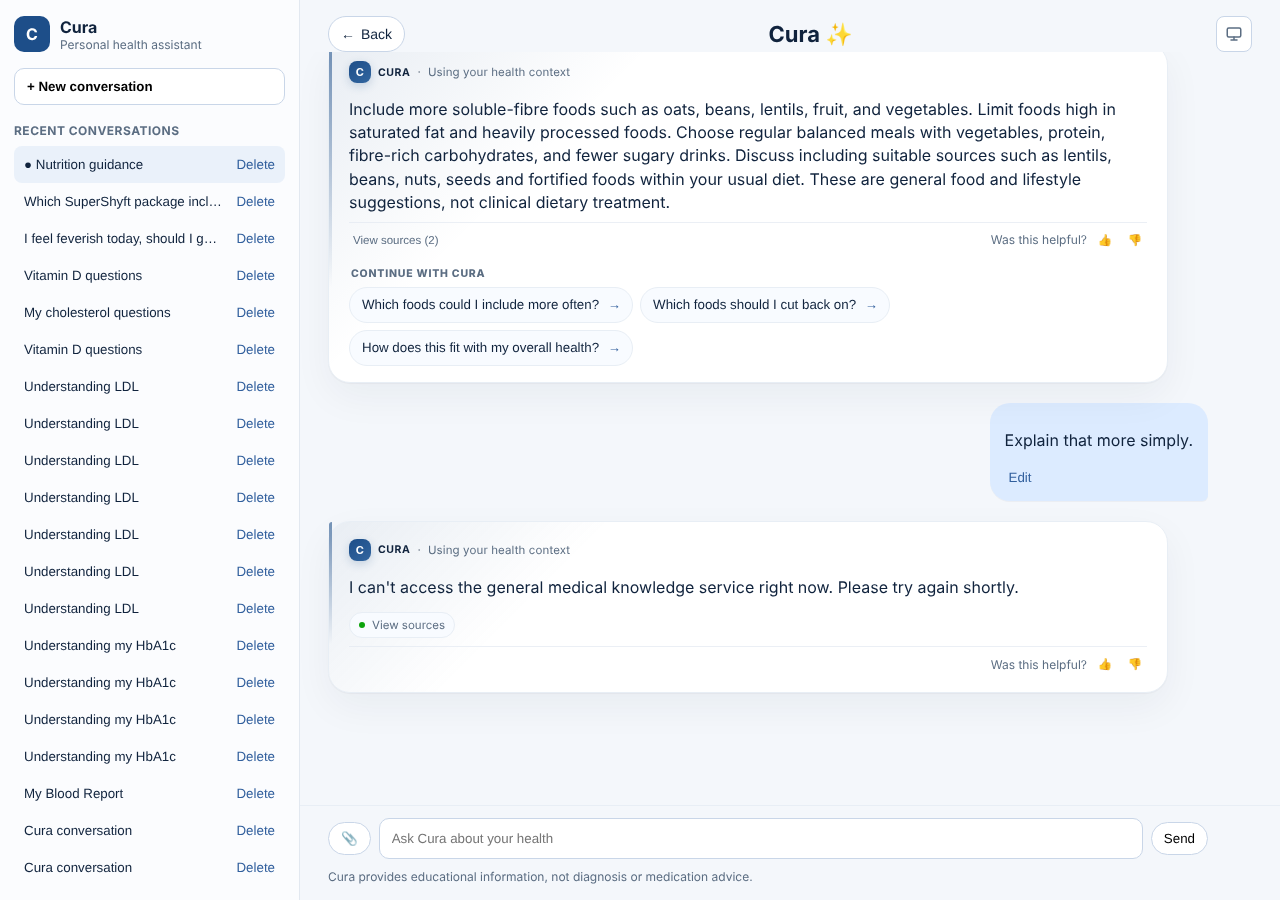 C
Cura
Personal health assistant
+ New conversation
RECENT CONVERSATIONS
● Nutrition guidance Delete
Which SuperShyft package incl... Delete
I feel feverish today, should I g... Delete
Vitamin D questions Delete
My cholesterol questions Delete
Vitamin D questions Delete
Understanding LDL Delete
Understanding LDL Delete
Understanding LDL Delete
Understanding LDL Delete
Understanding LDL Delete
Understanding LDL Delete
Understanding LDL Delete
Understanding my HbA1c Delete
Understanding my HbA1c Delete
Understanding my HbA1c Delete
Understanding my HbA1c Delete
My Blood Report Delete
Cura conversation Delete
Cura conversation Delete
← Back
Cura ✨
C CURA · Using your health context
Include more soluble-fibre foods such as oats, beans, lentils, fruit, and vegetables. Limit foods high in
saturated fat and heavily processed foods. Choose regular balanced meals with vegetables, protein,
fibre-rich carbohydrates, and fewer sugary drinks. Discuss including suitable sources such as lentils,
beans, nuts, seeds and fortified foods within your usual diet. These are general food and lifestyle
suggestions, not clinical dietary treatment.
View sources (2) Was this helpful? 👍 👎
CONTINUE WITH CURA
Which foods could I include more often? → Which foods should I cut back on? →
How does this fit with my overall health? →
Explain that more simply.
Edit
C CURA · Using your health context
I can't access the general medical knowledge service right now. Please try again shortly.
View sources
Was this helpful? 👍 👎
Ask Cura about your health
Send
Cura provides educational information, not diagnosis or medication advice.